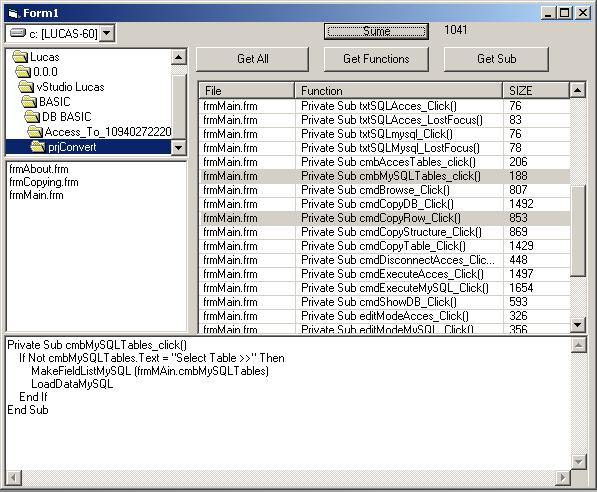 Form1
c: [LUCAS-60]
Sume
1041
Lucas
0.0.0
vStudio Lucas
BASIC
DB BASIC
Access_To_10940272220
prjConvert
Get All
Get Functions
Get Sub
frmAbout.frm
frmCopying.frm
frmMain.frm
File Function SIZE
frmMain.frm Private Sub txtSQLAcces_Click() 76
frmMain.frm Private Sub txtSQLAcces_LostFocus() 83
frmMain.frm Private Sub txtSQLmysql_Click() 76
frmMain.frm Private Sub txtSQLMysql_LostFocus() 78
frmMain.frm Private Sub cmbAccesTables_click() 206
frmMain.frm Private Sub cmbMySQLTables_click() 188
frmMain.frm Private Sub cmdBrowse_Click() 807
frmMain.frm Private Sub cmdCopyDB_Click() 1492
frmMain.frm Private Sub cmdCopyRow_Click() 853
frmMain.frm Private Sub cmdCopyStructure_Click() 869
frmMain.frm Private Sub cmdCopyTable_Click() 1429
frmMain.frm Private Sub cmdDisconnectAcces_Clic... 448
frmMain.frm Private Sub cmdExecuteAcces_Click() 1497
frmMain.frm Private Sub cmdExecuteMySQL_Click() 1654
frmMain.frm Private Sub cmdShowDB_Click() 593
frmMain.frm Private Sub editModeAcces_Click() 326
frmMain.frm Private Sub editModeMySQL_Click() 356
Private Sub cmbMySQLTables_click()
If Not cmbMySQLTables.Text = "Select Table >>" Then
MakeFieldListMySQL (frmMAin.cmbMySQLTables)
LoadDataMySQL
End If
End Sub